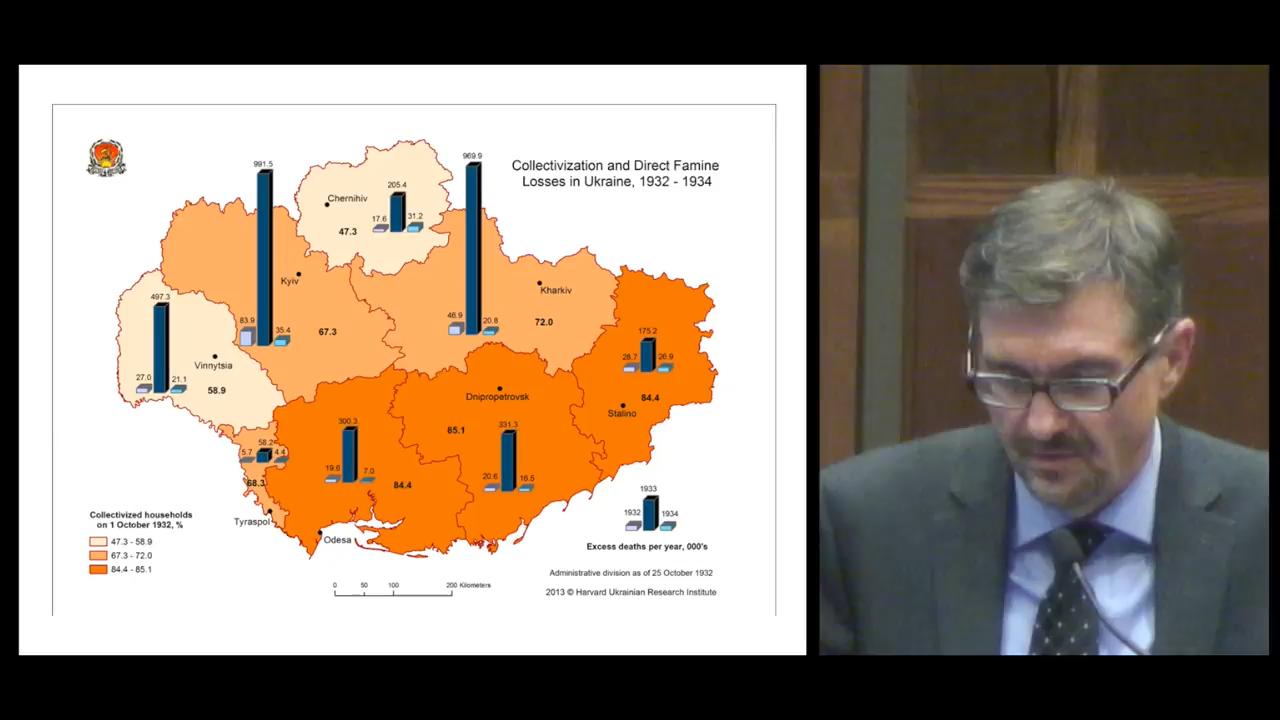 Collectivization and Direct Famine
Losses in Ukraine, 1932 - 1934
991.5
83.9
35.4
Kyiv
67.3
Chernihiv
205.4
17.6
31.2
47.3
969.9
46.9
20.8
Kharkiv
72.0
497.3
27.0
21.1
Vinnytsia
58.9
175.2
28.7
26.9
84.4
Stalino
Dnipropetrovsk
85.1
331.3
20.6
16.5
300.3
19.6
7.0
84.4
Odesa
58.2
5.7
4.4
68.3
Tyraspol
Collectivized households
on 1 October 1932, %
47.3 - 58.9
67.3 - 72.0
84.4 - 85.1
0 50 100 200 Kilometers
1933
1932
1934
Excess deaths per year, 000's
Administrative division as of 25 October 1932
2013 © Harvard Ukrainian Research Institute